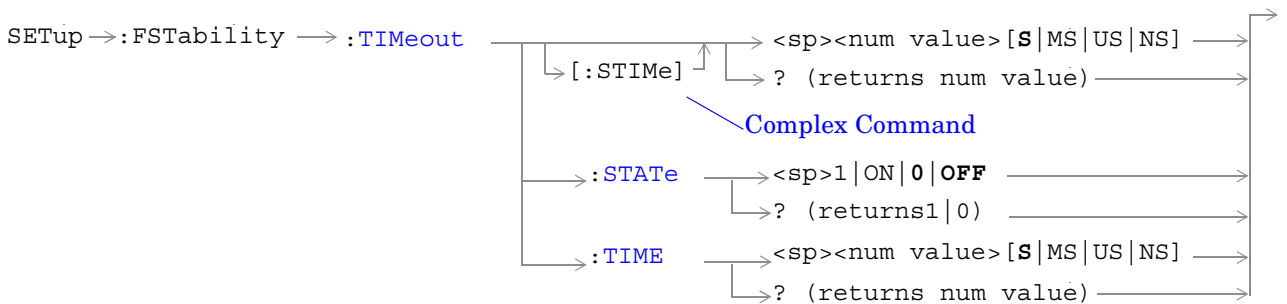 SETup :FSTability :TIMeout <sp><num value>[S|MS|US|NS]
[:STIMe] ? (returns num value)
Complex Command
:STATe <sp>1|ON|0|OFF
? (returns1|0)
:TIME <sp><num value>[S|MS|US|NS]
? (returns num value)